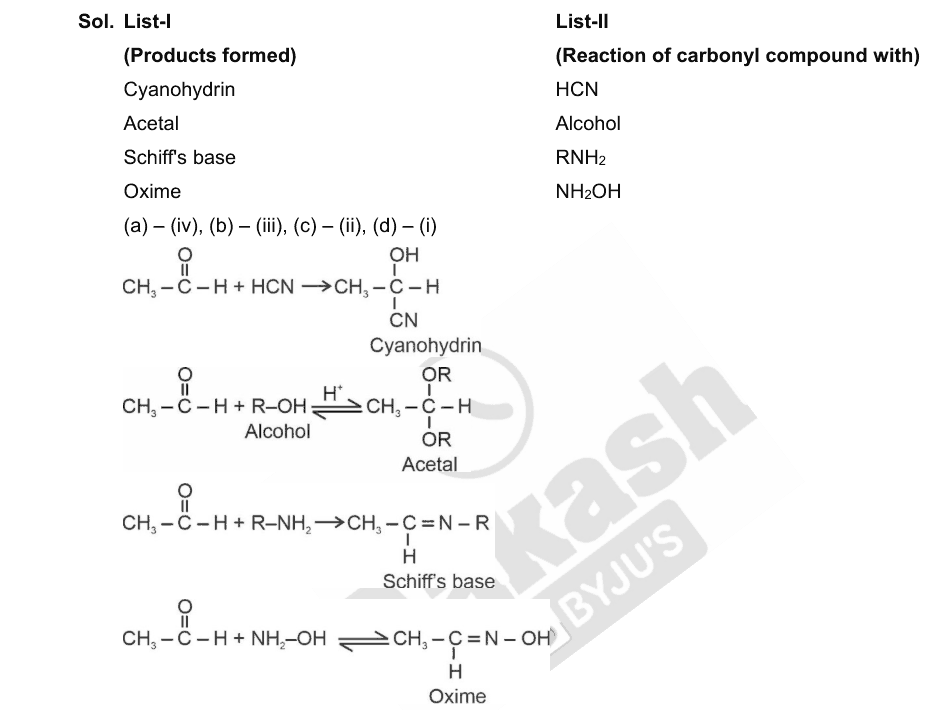 Sol. List-I List-II
(Products formed) (Reaction of carbonyl compound with)
Cyanohydrin HCN
Acetal Alcohol
Schiff's base RNH₂
Oxime NH₂OH
(a) – (iv), (b) – (iii), (c) – (ii), (d) – (i)
O OH
CH₃ – C – H + HCN → CH₃ – C – H
CN
Cyanohydrin
O OR
CH₃ – C – H + R–OH ⇌ H⁺ CH₃ – C – H
Alcohol OR
Acetal
O
CH₃ – C – H + R–NH₂ → CH₃ – C = N – R
H
Schiff's base
O
CH₃ – C – H + NH₂–OH ⇌ CH₃ – C = N – OH
H
Oxime
kash
BYJU'S